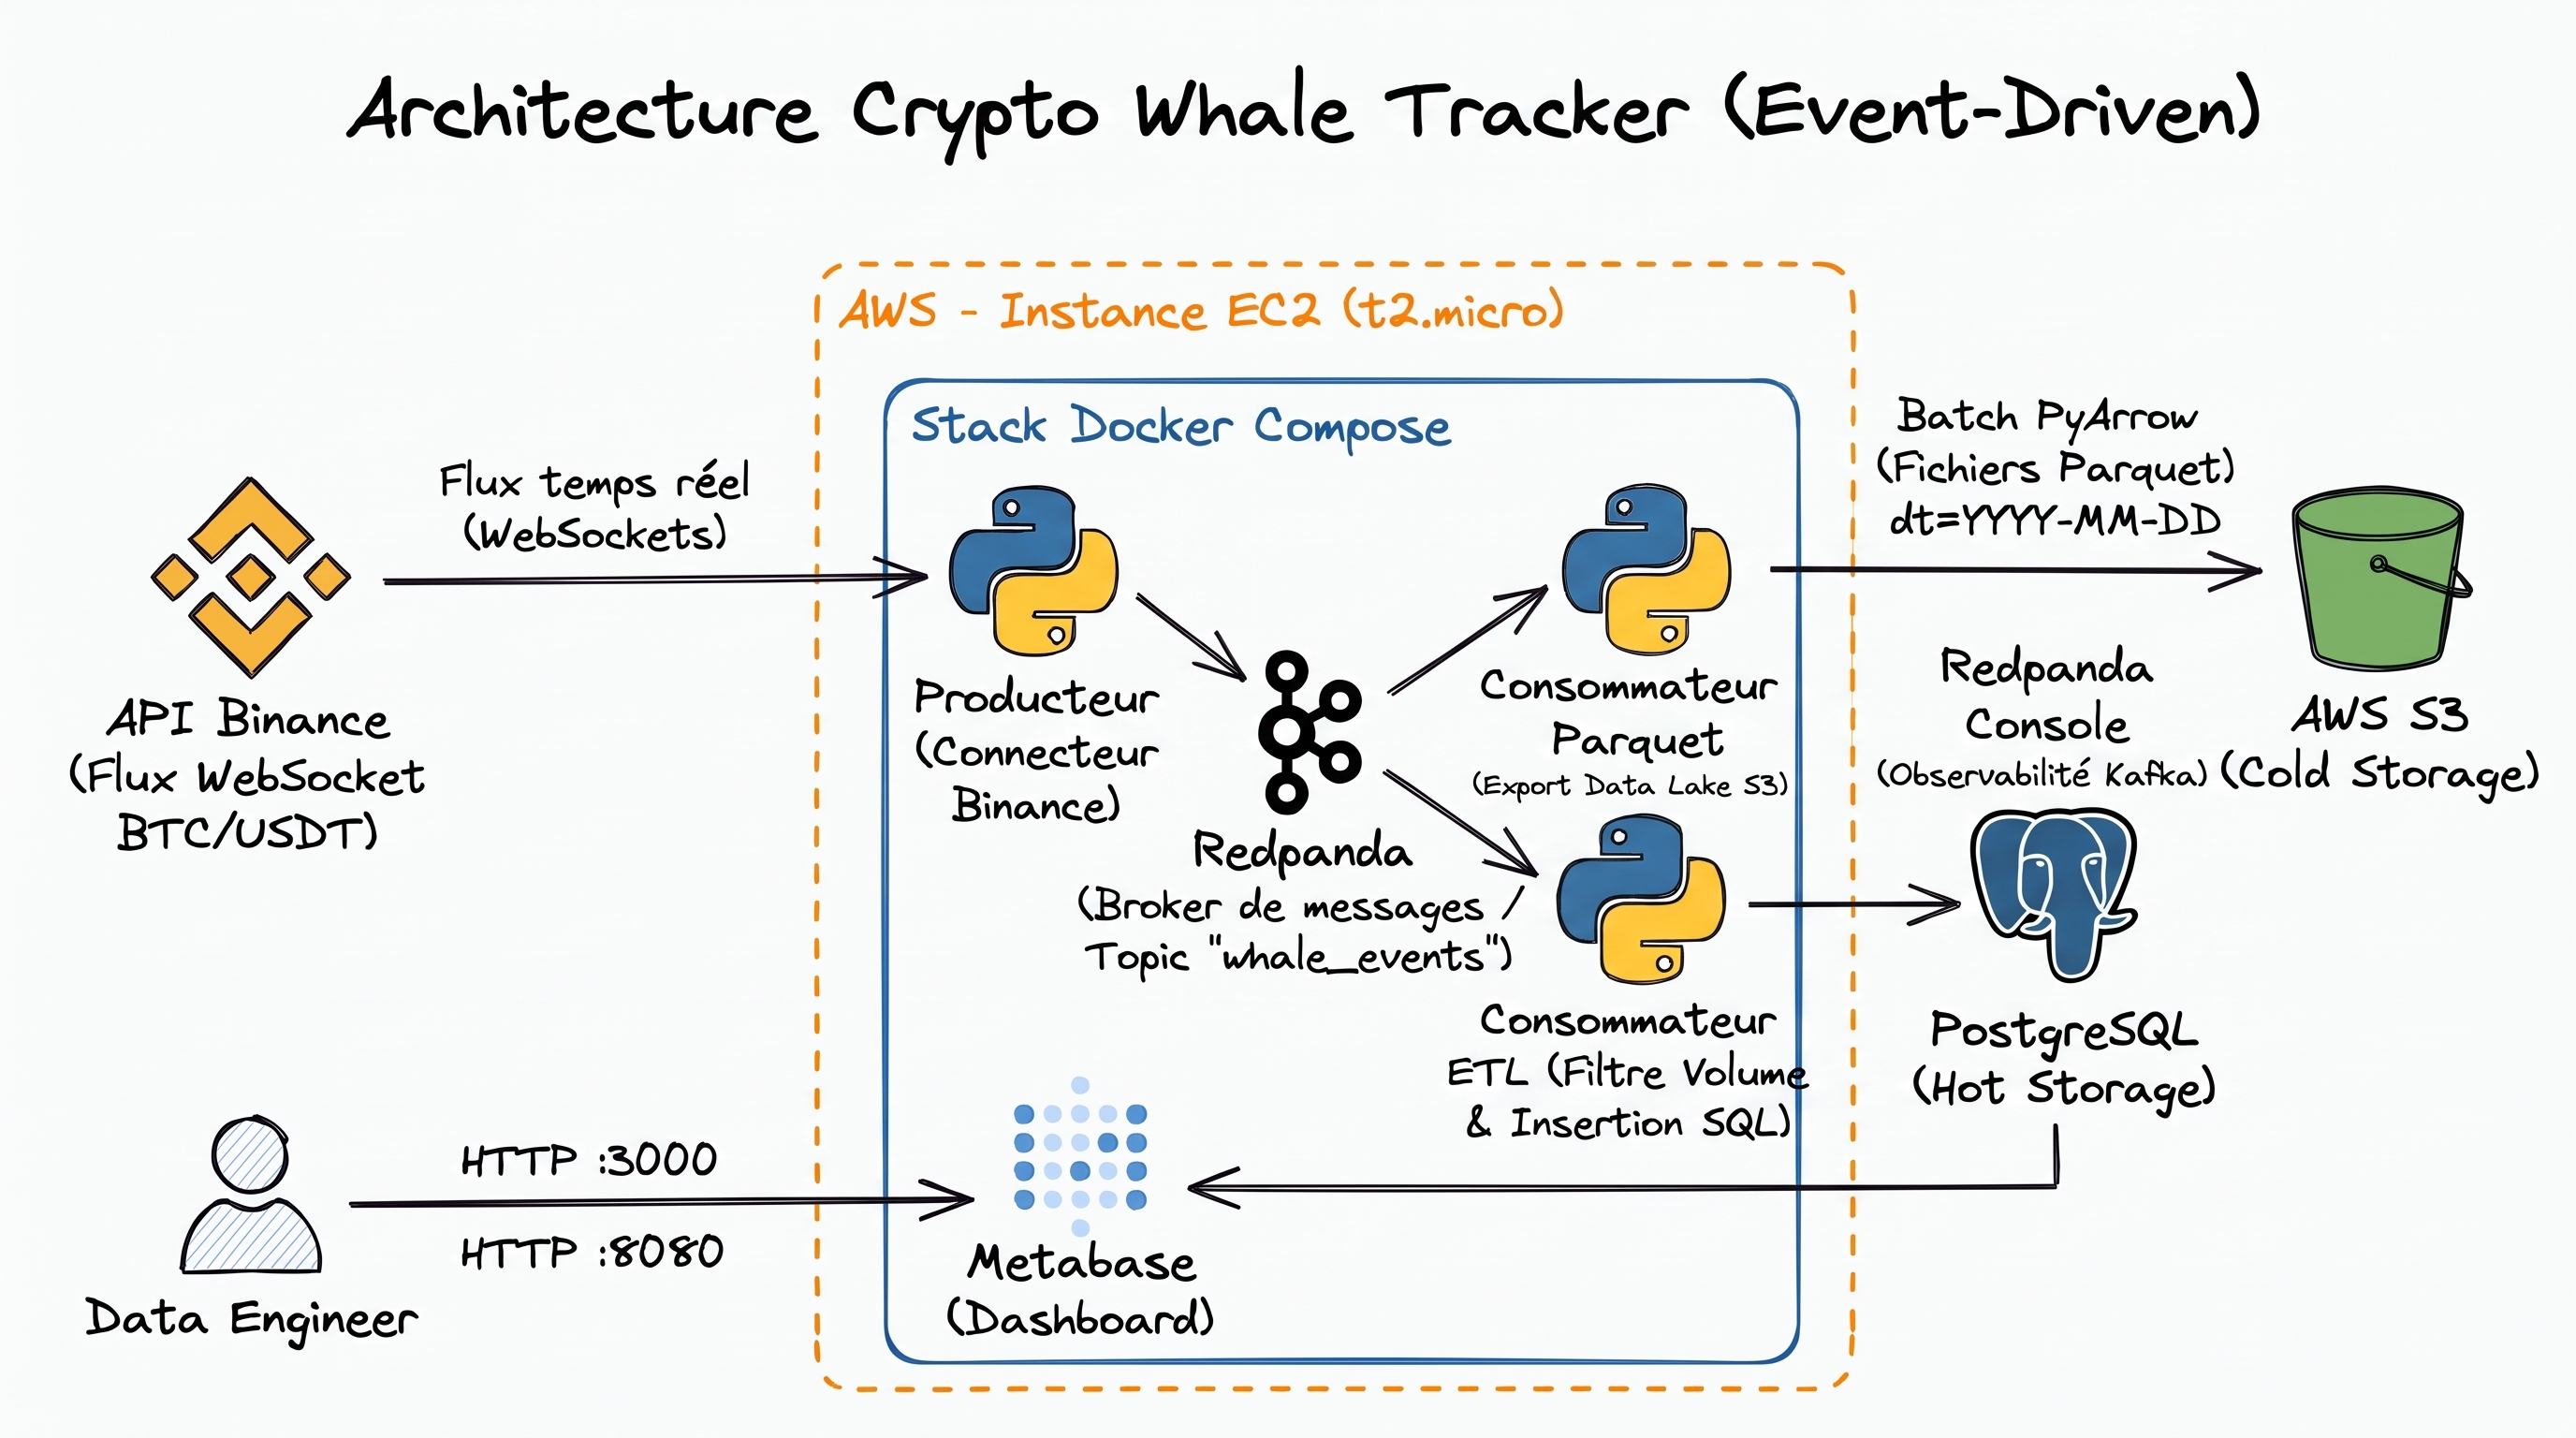 Architecture Crypto Whale Tracker (Event-Driven)
AWS - Instance EC2 (t2.micro)
Stack Docker Compose
Flux temps réel
(WebSockets)
API Binance
(Flux WebSocket
BTC/USDT)
Producteur
(Connecteur
Binance)
Redpanda
(Broker de messages /
Topic "whale_events")
Consommateur
Parquet
(Export Data Lake S3)
Consommateur
ETL (Filtre Volume
& Insertion SQL)
Batch PyArrow
(Fichiers Parquet)
dt=YYYY-MM-DD
AWS S3
(Cold Storage)
Redpanda
Console
(Observabilité Kafka)
PostgreSQL
(Hot Storage)
HTTP :3000
HTTP :8080
Data Engineer
Metabase
(Dashboard)